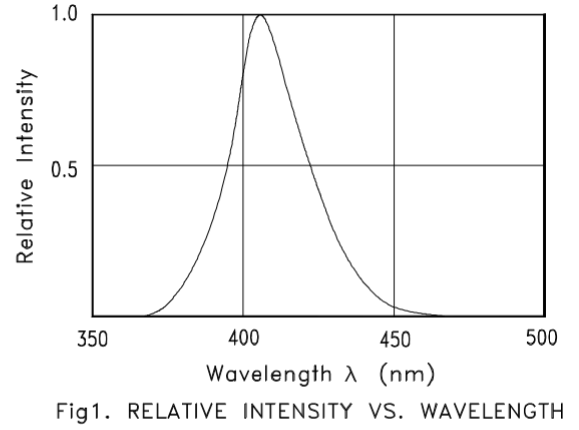 1.0
Relative Intensity
0.5
350 400 450 500
Wavelength λ (nm)
Fig1. RELATIVE INTENSITY VS. WAVELENGTH